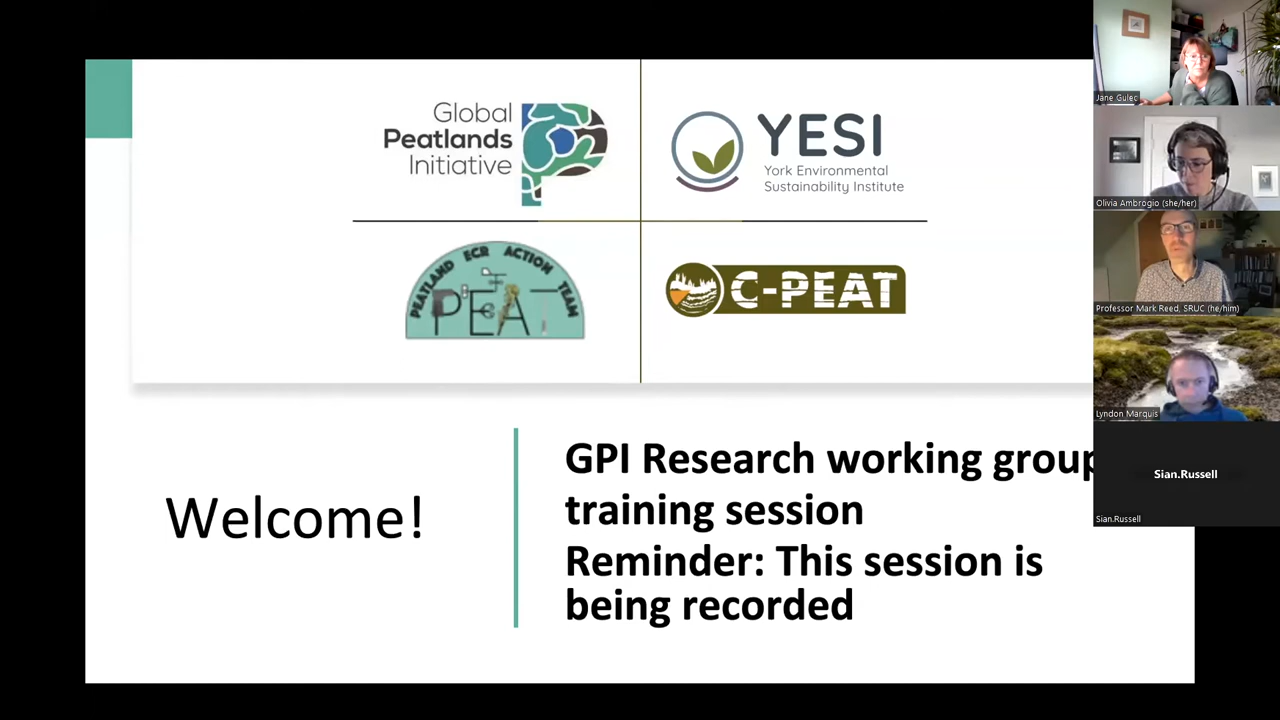 Global
Peatlands
Initiative
YESI
York Environmental
Sustainability Institute
PEATLAND ECR ACTION TEAM
PEAT
C-PEAT
Welcome!
GPI Research working group
training session
Reminder: This session is
being recorded
Jane Gulec
Olivia Ambrogio (she/her)
Professor Mark Reed, SRUC (he/him)
Lyndon Marquis
Sian.Russell
Sian.Russell